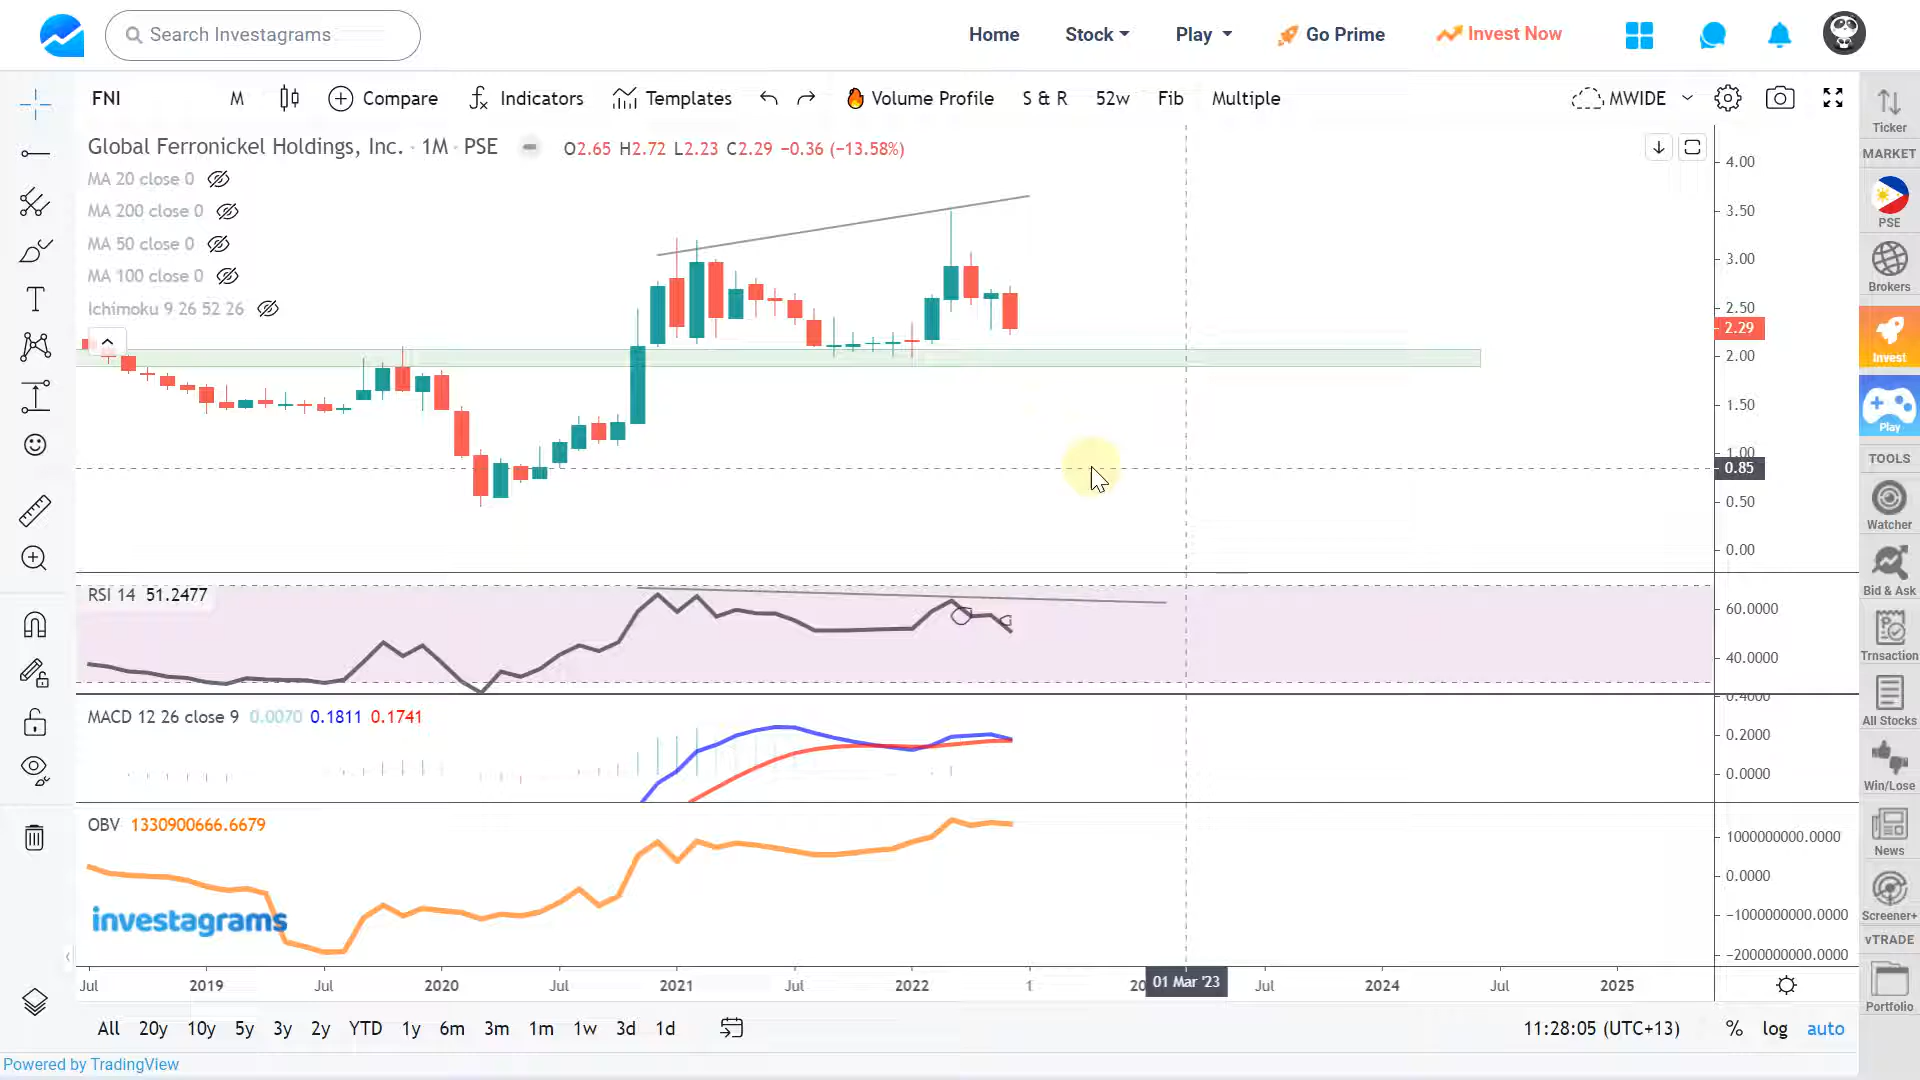 Search Investagrams
Home
Stock
Play
Go Prime
Invest Now
FNI
M
Compare
Indicators
Templates
Volume Profile
S & R
52w
Fib
Multiple
MWIDE
Global Ferronickel Holdings, Inc. · 1M · PSE
O2.65 H2.72 L2.23 C2.29 −0.36 (−13.58%)
MA 20 close 0
MA 200 close 0
MA 50 close 0
MA 100 close 0
Ichimoku 9 26 52 26
4.00
3.50
3.00
2.50
2.29
2.00
1.50
1.00
0.85
0.50
0.00
RSI 14 51.2477
60.0000
40.0000
MACD 12 26 close 9 0.0070 0.1811 0.1741
0.4000
0.2000
0.0000
OBV 1330900666.6679
1000000000.0000
0.0000
−1000000000.0000
−2000000000.0000
investagrams
Jul
2019
Jul
2020
Jul
2021
Jul
2022
1
20
01 Mar '23
Jul
2024
Jul
2025
All
20y
10y
5y
3y
2y
YTD
1y
6m
3m
1m
1w
3d
1d
11:28:05 (UTC+13)
%
log
auto
Powered by TradingView
Ticker
MARKET
PSE
Brokers
Invest
Play
TOOLS
Watcher
Bid & Ask
Trnsaction
All Stocks
Win/Lose
News
Screener+
vTRADE
Portfolio